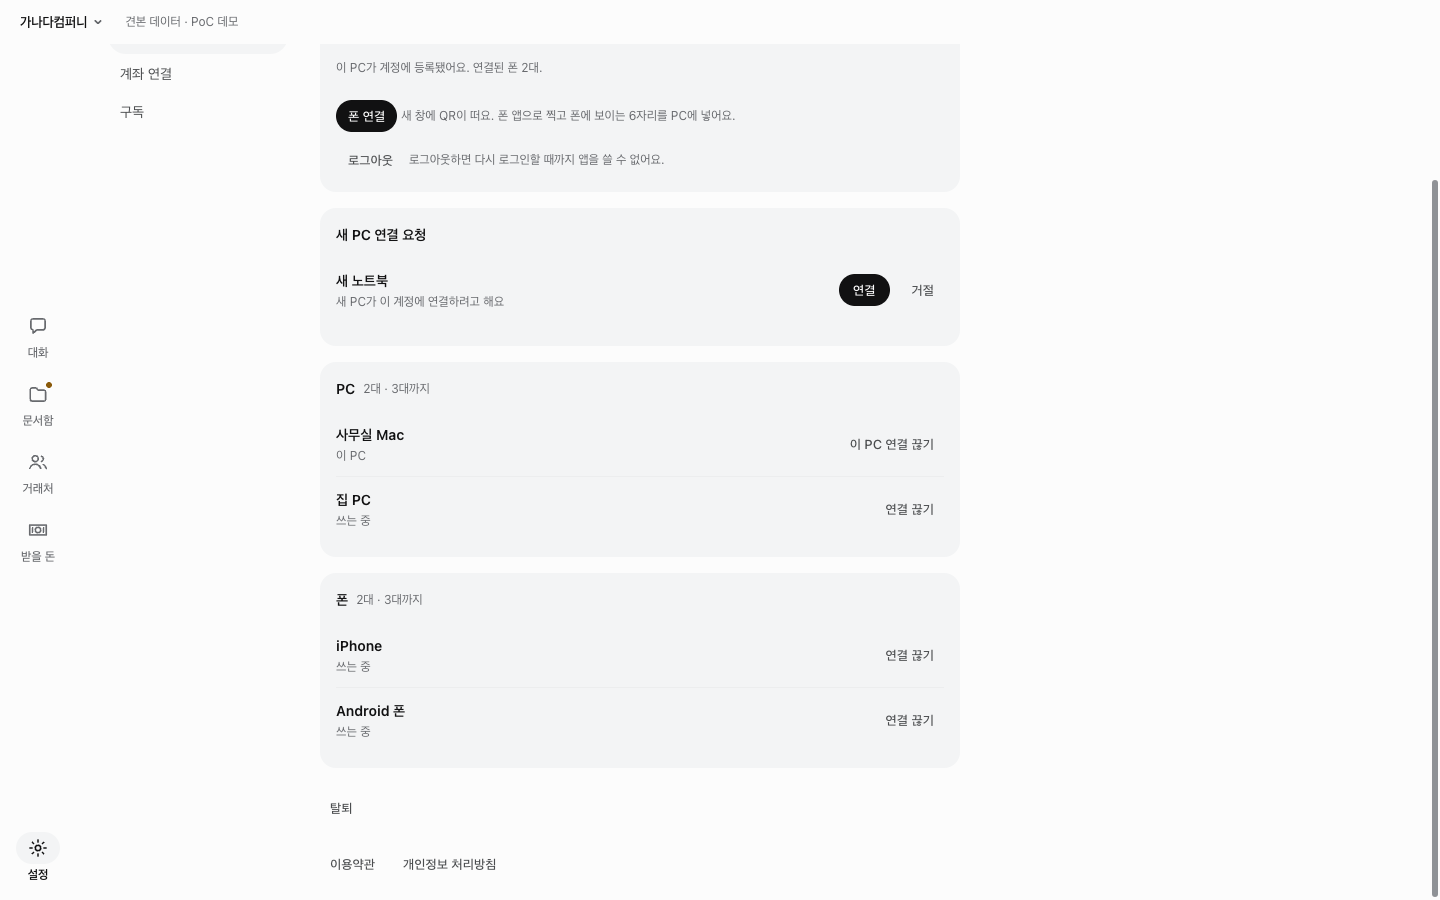 가나다컴퍼니
견본 데이터 · PoC 데모
계좌 연결
구독
대화
문서함
거래처
받을 돈
설정
이 PC가 계정에 등록됐어요. 연결된 폰 2대.
폰 연결 새 창에 QR이 떠요. 폰 앱으로 찍고 폰에 보이는 6자리를 PC에 넣어요.
로그아웃 로그아웃하면 다시 로그인할 때까지 앱을 쓸 수 없어요.
새 PC 연결 요청
새 노트북
새 PC가 이 계정에 연결하려고 해요
연결 거절
PC 2대 · 3대까지
사무실 Mac
이 PC
이 PC 연결 끊기
집 PC
쓰는 중
연결 끊기
폰 2대 · 3대까지
iPhone
쓰는 중
연결 끊기
Android 폰
쓰는 중
연결 끊기
탈퇴
이용약관 개인정보 처리방침